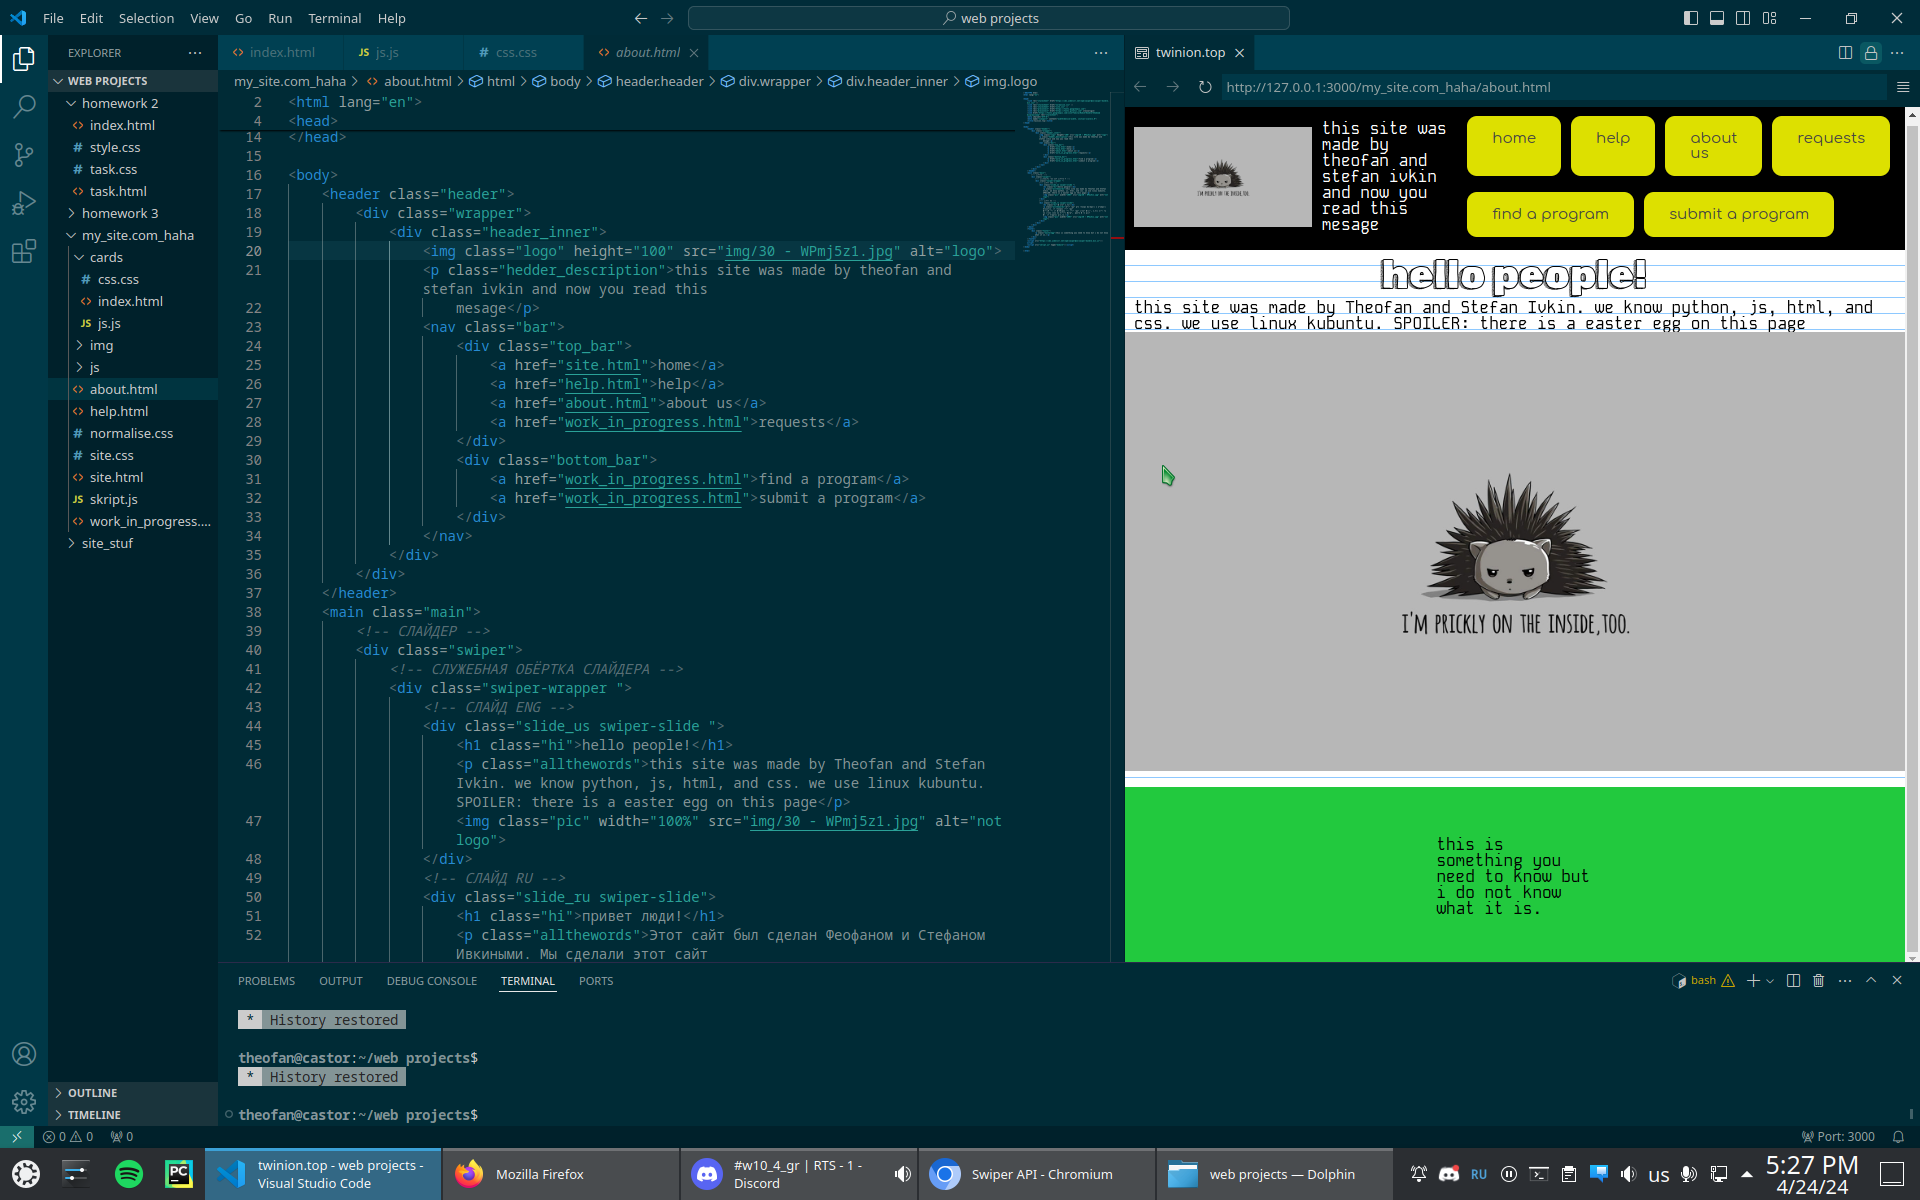 File Edit Selection View Go Run Terminal Help
web projects
EXPLORER
WEB PROJECTS
homework 2
index.html
style.css
task.css
task.html
homework 3
my_site.com_haha
cards
css.css
index.html
js.js
img
js
about.html
help.html
normalise.css
site.css
site.html
skript.js
work_in_progress....
site_stuf
OUTLINE
TIMELINE
index.html js.js css.css about.html
my_site.com_haha > about.html > html > body > header.header > div.wrapper > div.header_inner > img.logo
2 <html lang="en">
4 <head>
14 </head>
15
16 <body>
17 <header class="header">
18 <div class="wrapper">
19 <div class="header_inner">
20 <img class="logo" height="100" src="img/30 - WPmj5z1.jpg" alt="logo">
21 <p class="hedder_description">this site was made by theofan and
stefan ivkin and now you read this
22 mesage</p>
23 <nav class="bar">
24 <div class="top_bar">
25 <a href="site.html">home</a>
26 <a href="help.html">help</a>
27 <a href="about.html">about us</a>
28 <a href="work_in_progress.html">requests</a>
29 </div>
30 <div class="bottom_bar">
31 <a href="work_in_progress.html">find a program</a>
32 <a href="work_in_progress.html">submit a program</a>
33 </div>
34 </nav>
35 </div>
36 </div>
37 </header>
38 <main class="main">
39 <!-- СЛАЙДЕР -->
40 <div class="swiper">
41 <!-- СЛУЖЕБНАЯ ОБЁРТКА СЛАЙДЕРА -->
42 <div class="swiper-wrapper ">
43 <!-- СЛАЙД ENG -->
44 <div class="slide_us swiper-slide ">
45 <h1 class="hi">hello people!</h1>
46 <p class="allthewords">this site was made by Theofan and Stefan
Ivkin. we know python, js, html, and css. we use linux kubuntu.
SPOILER: there is a easter egg on this page</p>
47 <img class="pic" width="100%" src="img/30 - WPmj5z1.jpg" alt="not
logo">
48 </div>
49 <!-- СЛАЙД RU -->
50 <div class="slide_ru swiper-slide">
51 <h1 class="hi">привет люди!</h1>
52 <p class="allthewords">Этот сайт был сделан Феофаном и Стефаном
Ивкиными. Мы сделали этот сайт
twinion.top
http://127.0.0.1:3000/my_site.com_haha/about.html
I'M PRICKLY ON THE INSIDE,TOO.
this site was
made by
theofan and
stefan ivkin
and now you
read this
mesage
home help about
us requests
find a program submit a program
hello people!
this site was made by Theofan and Stefan Ivkin. we know python, js, html, and
css. we use linux kubuntu. SPOILER: there is a easter egg on this page
I'M PRICKLY ON THE INSIDE,TOO.
this is
something you
need to know but
i do not know
what it is.
PROBLEMS OUTPUT DEBUG CONSOLE TERMINAL PORTS
bash
* History restored
theofan@castor:~/web projects$
* History restored
theofan@castor:~/web projects$
0 0 0
Port: 3000
twinion.top - web projects -
Visual Studio Code
Mozilla Firefox
#w10_4_gr | RTS - 1 -
Discord
Swiper API - Chromium
web projects — Dolphin
RU
us
5:27 PM
4/24/24